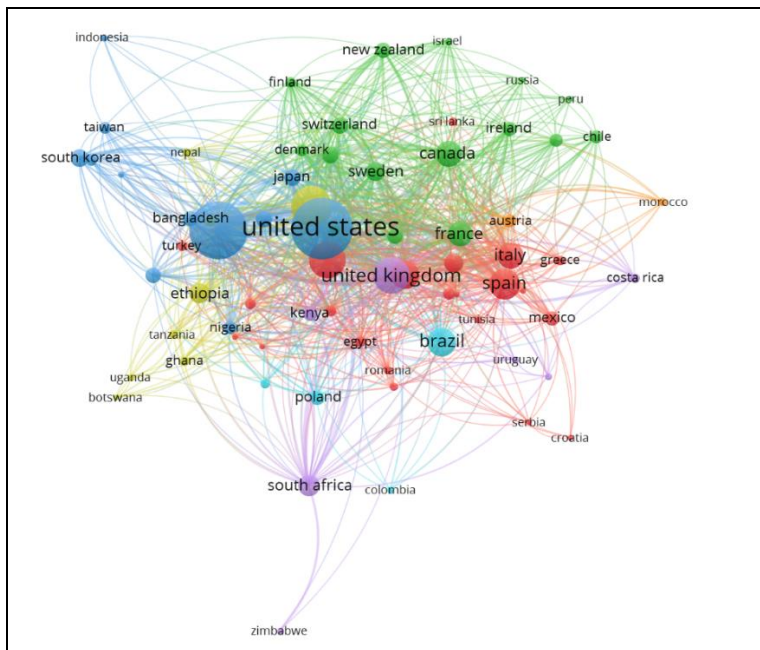 indonesia
israel
new zealand
russia
finland
peru
taiwan
switzerland
sri lanka
ireland
chile
south korea
nepal
denmark
canada
japan
sweden
morocco
bangladesh
united states
austria
turkey
france
italy
greece
united kingdom
costa rica
ethiopia
spain
kenya
nigeria
tunisia
mexico
tanzania
egypt
brazil
ghana
uruguay
uganda
romania
botswana
poland
serbia
croatia
south africa
colombia
zimbabwe